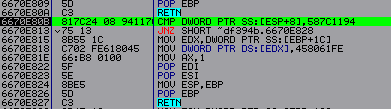 6670E809 5D POP EBP
6670E80A C3 RETN
6670E80B 817C24 08 941170 CMP DWORD PTR SS:[ESP+8],587C1194
6670E813 75 13 JNZ SHORT ~df394b.6670E828
6670E815 8B55 1C MOV EDX,DWORD PTR SS:[EBP+1C]
6670E818 C702 FE618045 MOV DWORD PTR DS:[EDX],458061FE
6670E81E 66:B8 0100 MOV AX,1
6670E822 5F POP EDI
6670E823 5E POP ESI
6670E824 8BE5 MOV ESP,EBP
6670E826 5D POP EBP
6670E827 C3 RETN